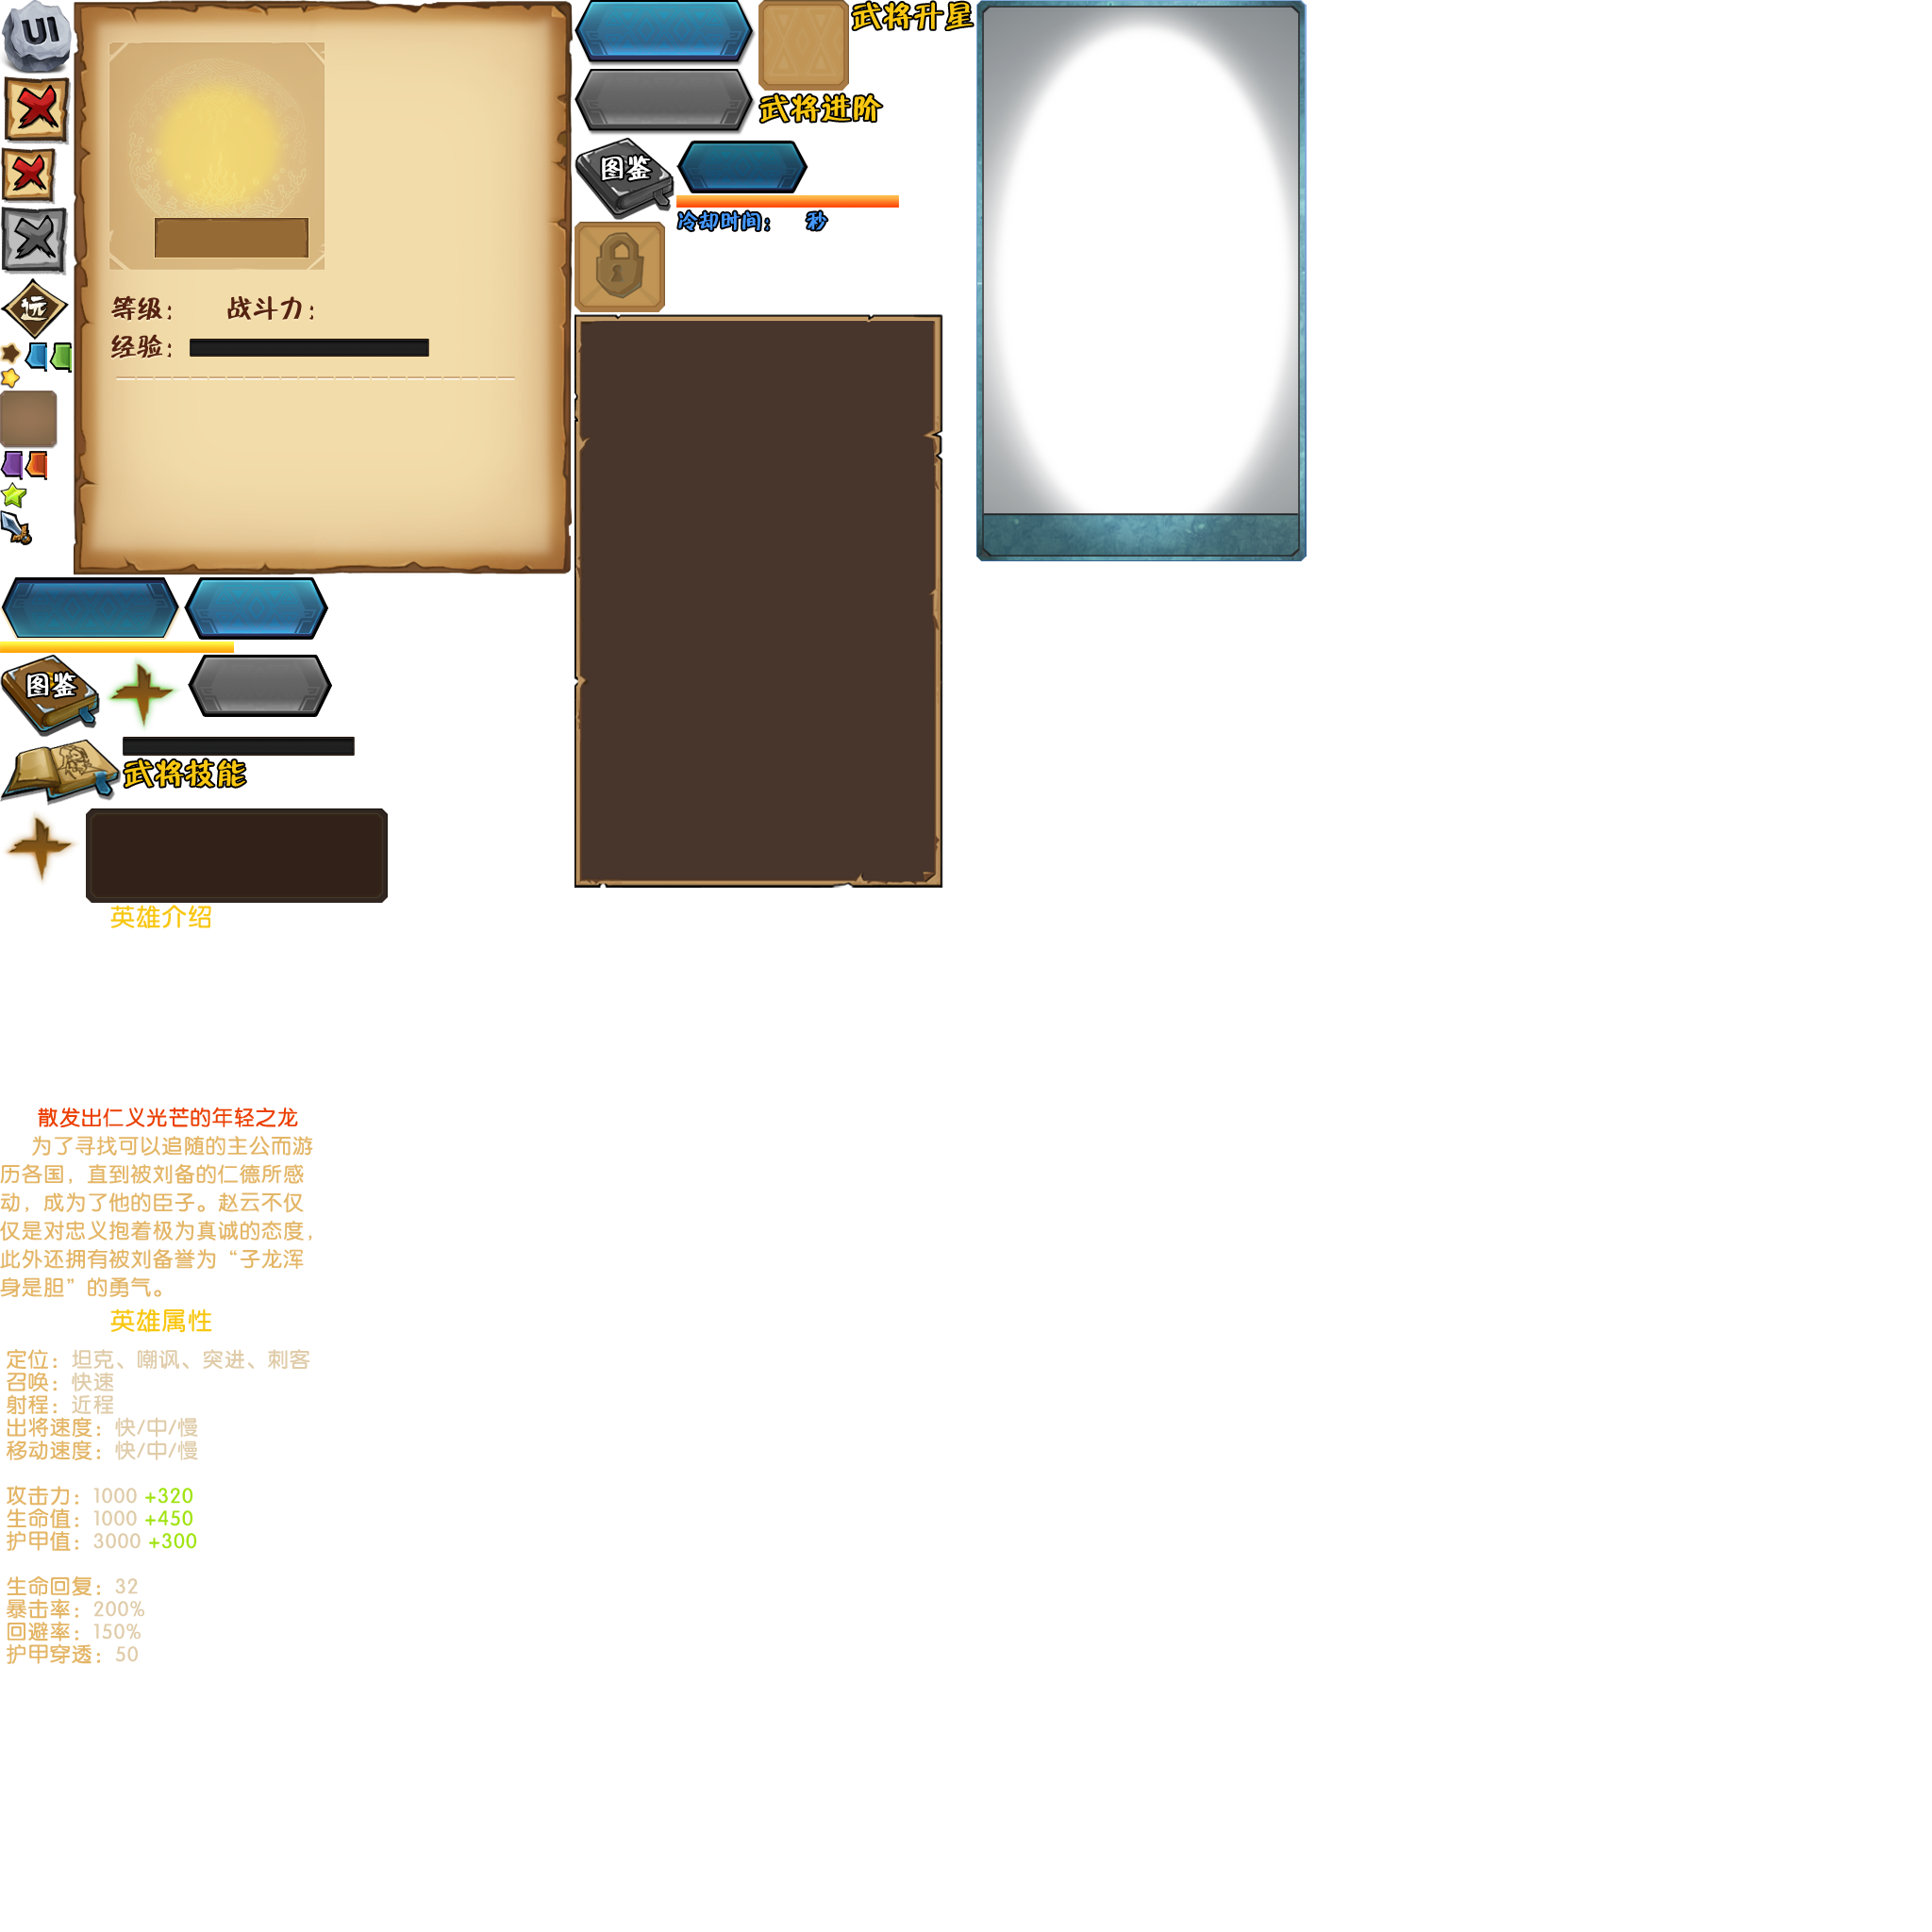 UI
武将升星
武将进阶
图鉴
冷却时间：　秒
玩
等级：　战斗力：
经验：
图鉴
武将技能
英雄介绍
散发出仁义光芒的年轻之龙
为了寻找可以追随的主公而游
历各国，直到被刘备的仁德所感
动，成为了他的臣子。赵云不仅
仅是对忠义抱着极为真诚的态度，
此外还拥有被刘备誉为“子龙浑
身是胆”的勇气。
英雄属性
定位：坦克、嘲讽、突进、刺客
召唤：快速
射程：近程
出将速度：快/中/慢
移动速度：快/中/慢
攻击力：1000 +320
生命值：1000 +450
护甲值：3000 +300
生命回复：32
暴击率：200%
回避率：150%
护甲穿透：50